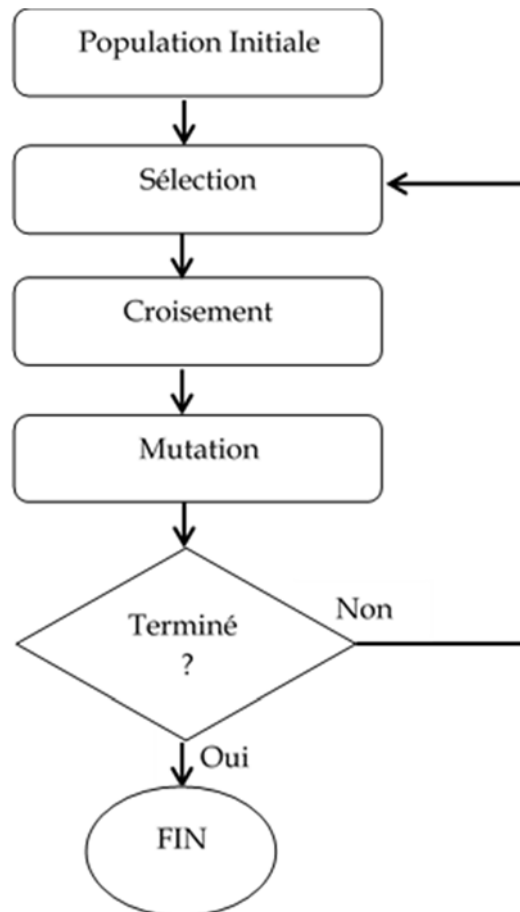 Population Initiale
Sélection
Croisement
Mutation
Terminé
?
Non
Oui
FIN